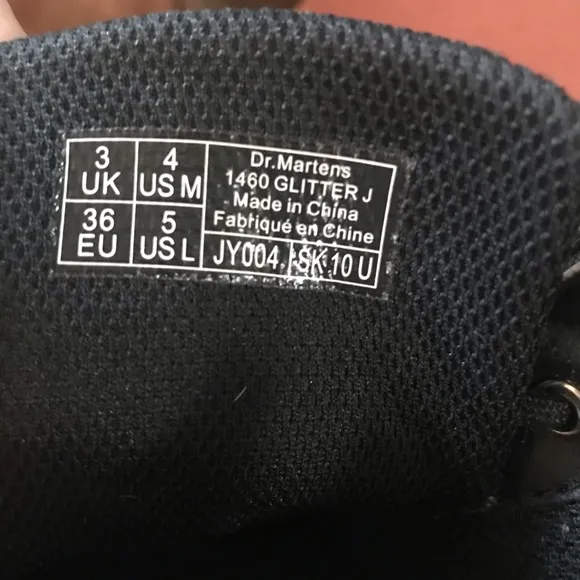 3
UK
4
US M
36
EU
5
US L
Dr.Martens
1460 GLITTER J
Made in China
Fabriqué en Chine
JY004
SK 10 U